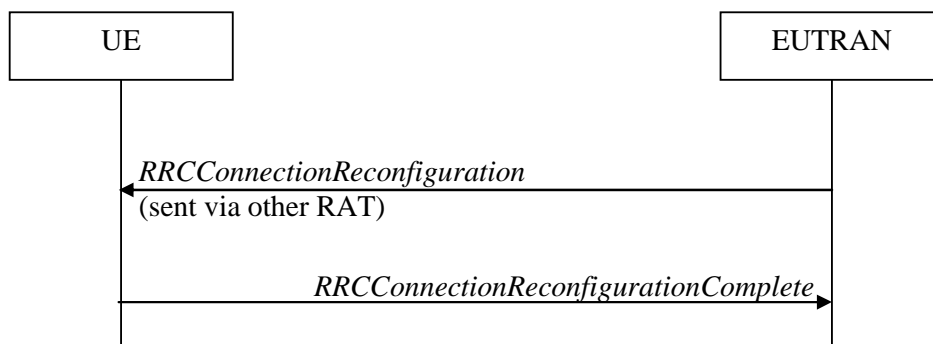 UE
EUTRAN
RRCConnectionReconfiguration
(sent via other RAT)
RRCConnectionReconfigurationComplete